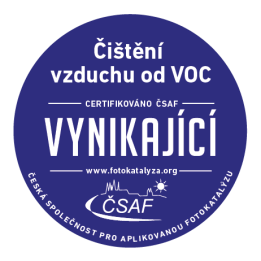 Čištění
vzduchu od VOC
CERTIFIKOVÁNO ČSAF
VYNIKAJÍCÍ
www.fotokatalyza.org
ČSAF
ČESKÁ SPOLEČNOST PRO APLIKOVANOU FOTOKATALÝZU